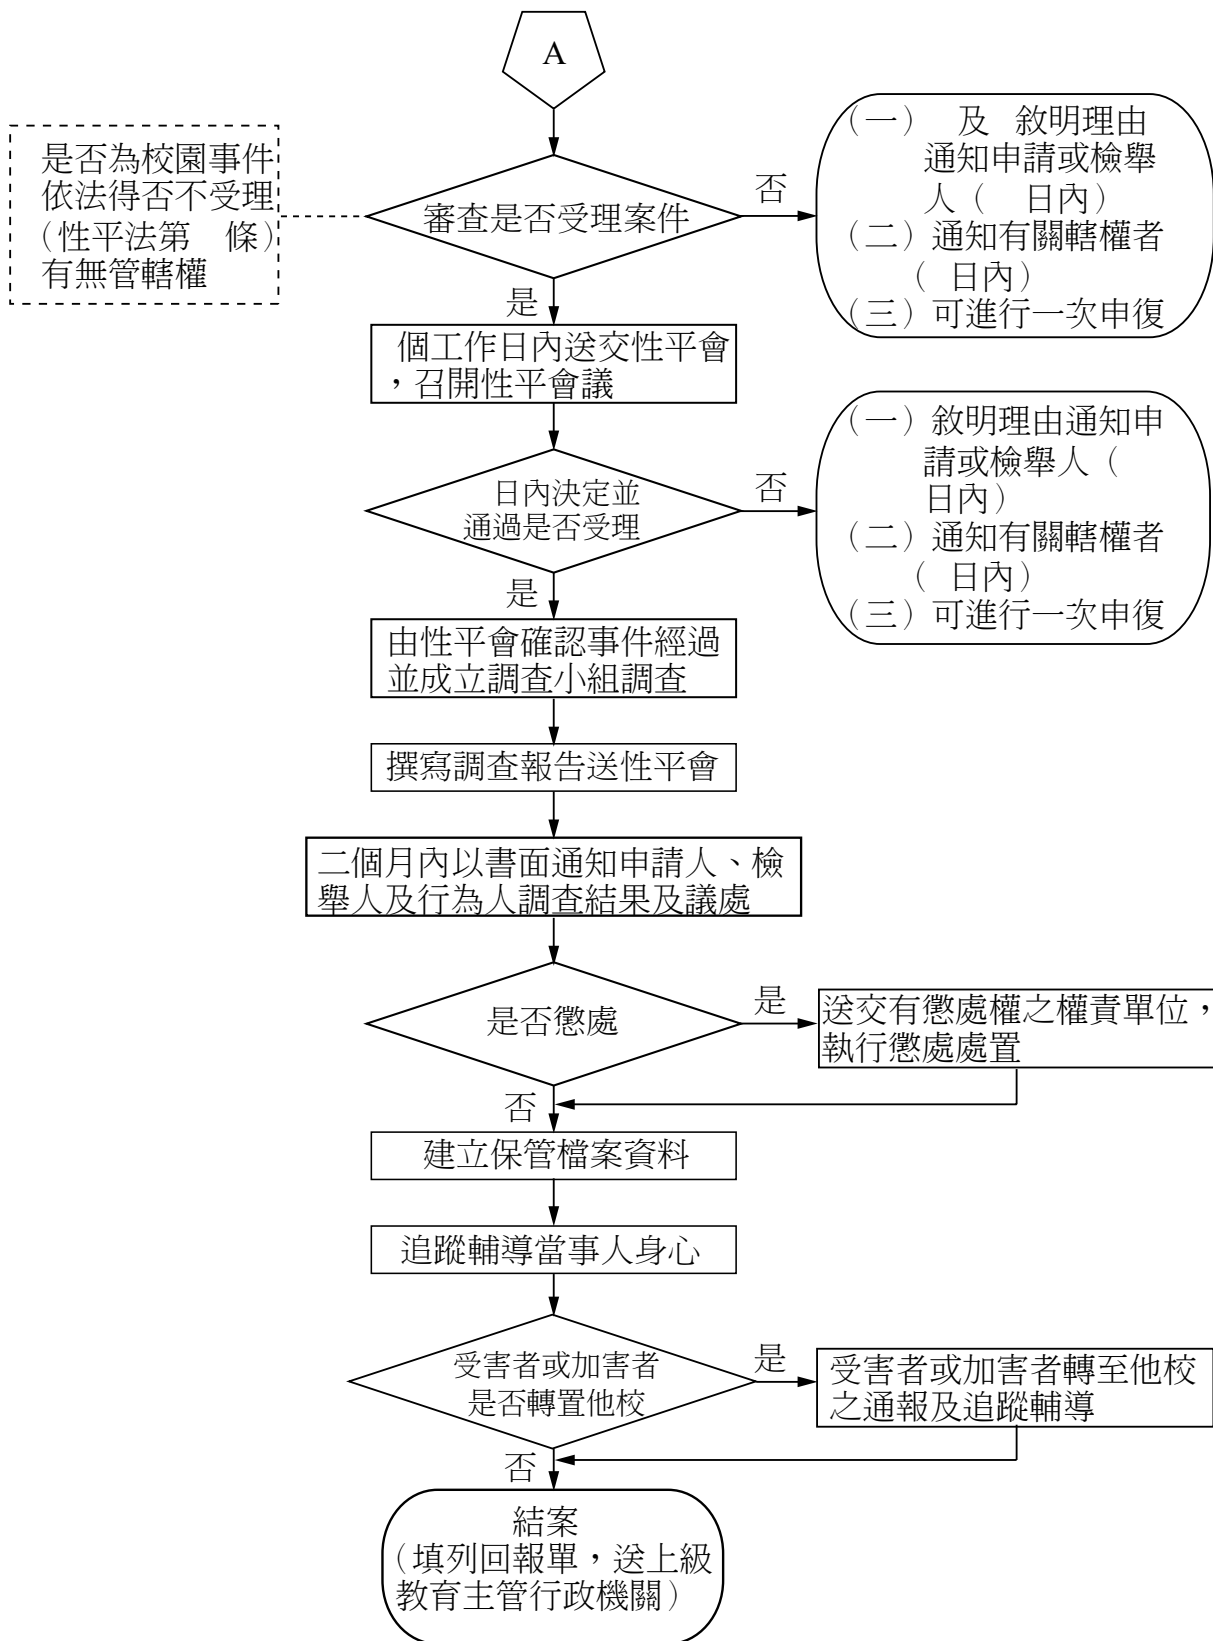 A
是否為校園事件
依法得否不受理
(性平法第　條)
有無管轄權
審查是否受理案件
否
(一)　及　敘明理由
通知申請或檢舉
人(　日內)
(二)通知有關轄權者
(　日內)
(三)可進行一次申復
是
個工作日內送交性平會
，召開性平會議
日內決定並
通過是否受理
否
(一)敘明理由通知申
請或檢舉人(
日內)
(二)通知有關轄權者
(　日內)
(三)可進行一次申復
是
由性平會確認事件經過
並成立調查小組調查
撰寫調查報告送性平會
二個月內以書面通知申請人、檢
舉人及行為人調查結果及議處
是否懲處
是
送交有懲處權之權責單位，
執行懲處處置
否
建立保管檔案資料
追蹤輔導當事人身心
受害者或加害者
是否轉置他校
是
受害者或加害者轉至他校
之通報及追蹤輔導
否
結案
(填列回報單，送上級
教育主管行政機關)